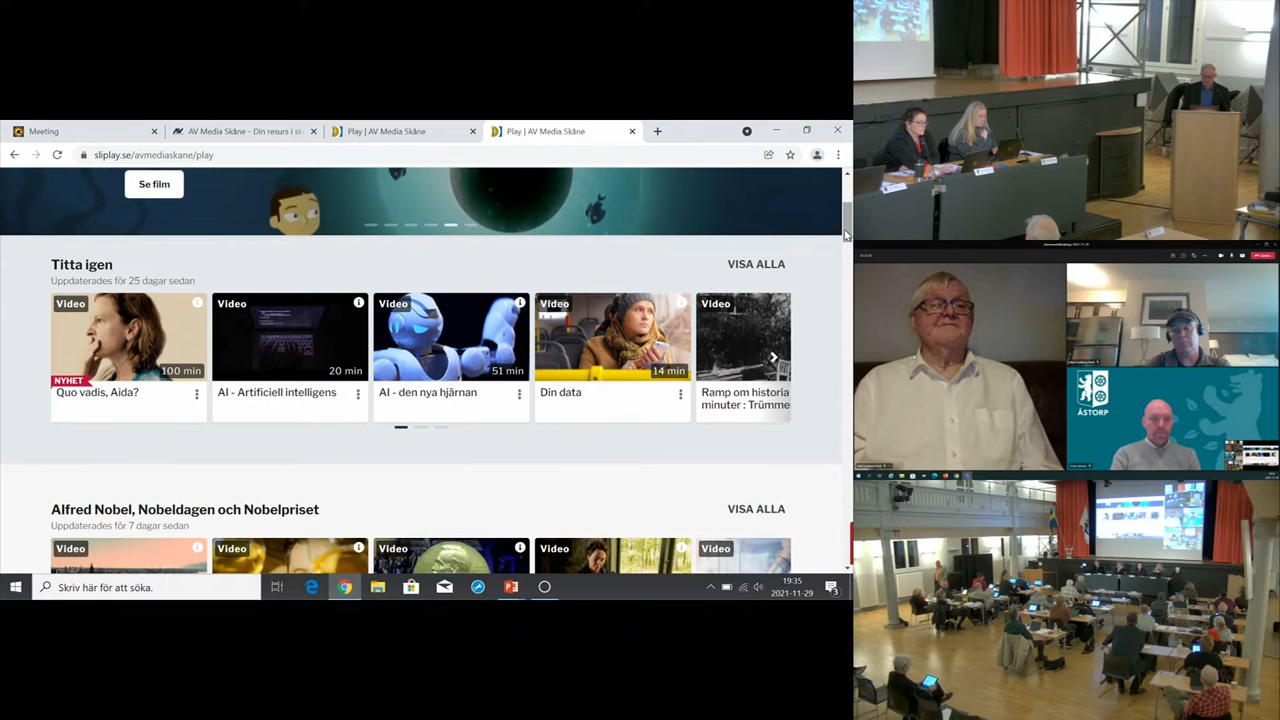 Meeting
AV Media Skåne - Din resurs i sk
Play | AV Media Skåne
Play | AV Media Skåne
sliplay.se/avmediaskane/play
Se film
Titta igen
VISA ALLA
Uppdaterades för 25 dagar sedan
Video
Video
Video
Video
Video
100 min
20 min
51 min
14 min
NYHET
Quo vadis, Aida?
AI - Artificiell intelligens
AI - den nya hjärnan
Din data
Ramp om historia
minuter : Trümme
Alfred Nobel, Nobeldagen och Nobelpriset
VISA ALLA
Uppdaterades för 7 dagar sedan
Video
Video
Video
Video
Video
Skriv här för att söka.
19:35
2021-11-29
3
ÅSTORP